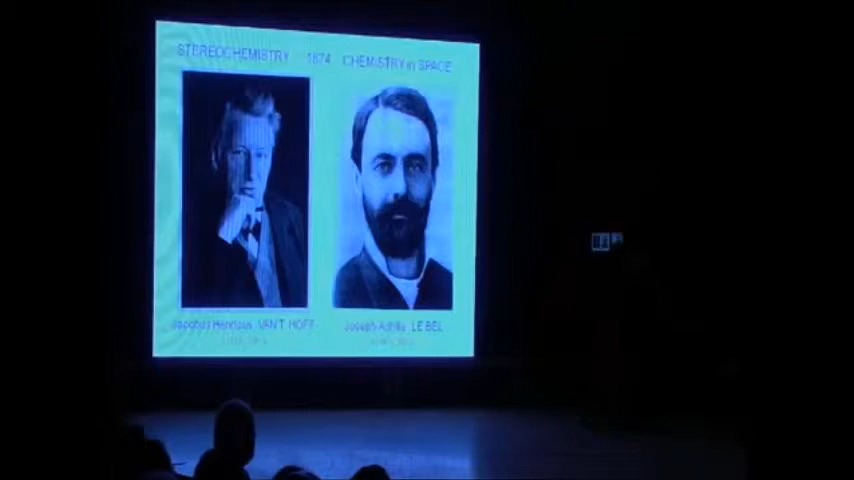 STEREOCHEMISTRY 1874 CHEMISTRY in SPACE
Jacobus Henricus VAN'T HOFF
Joseph-Achille LE BEL